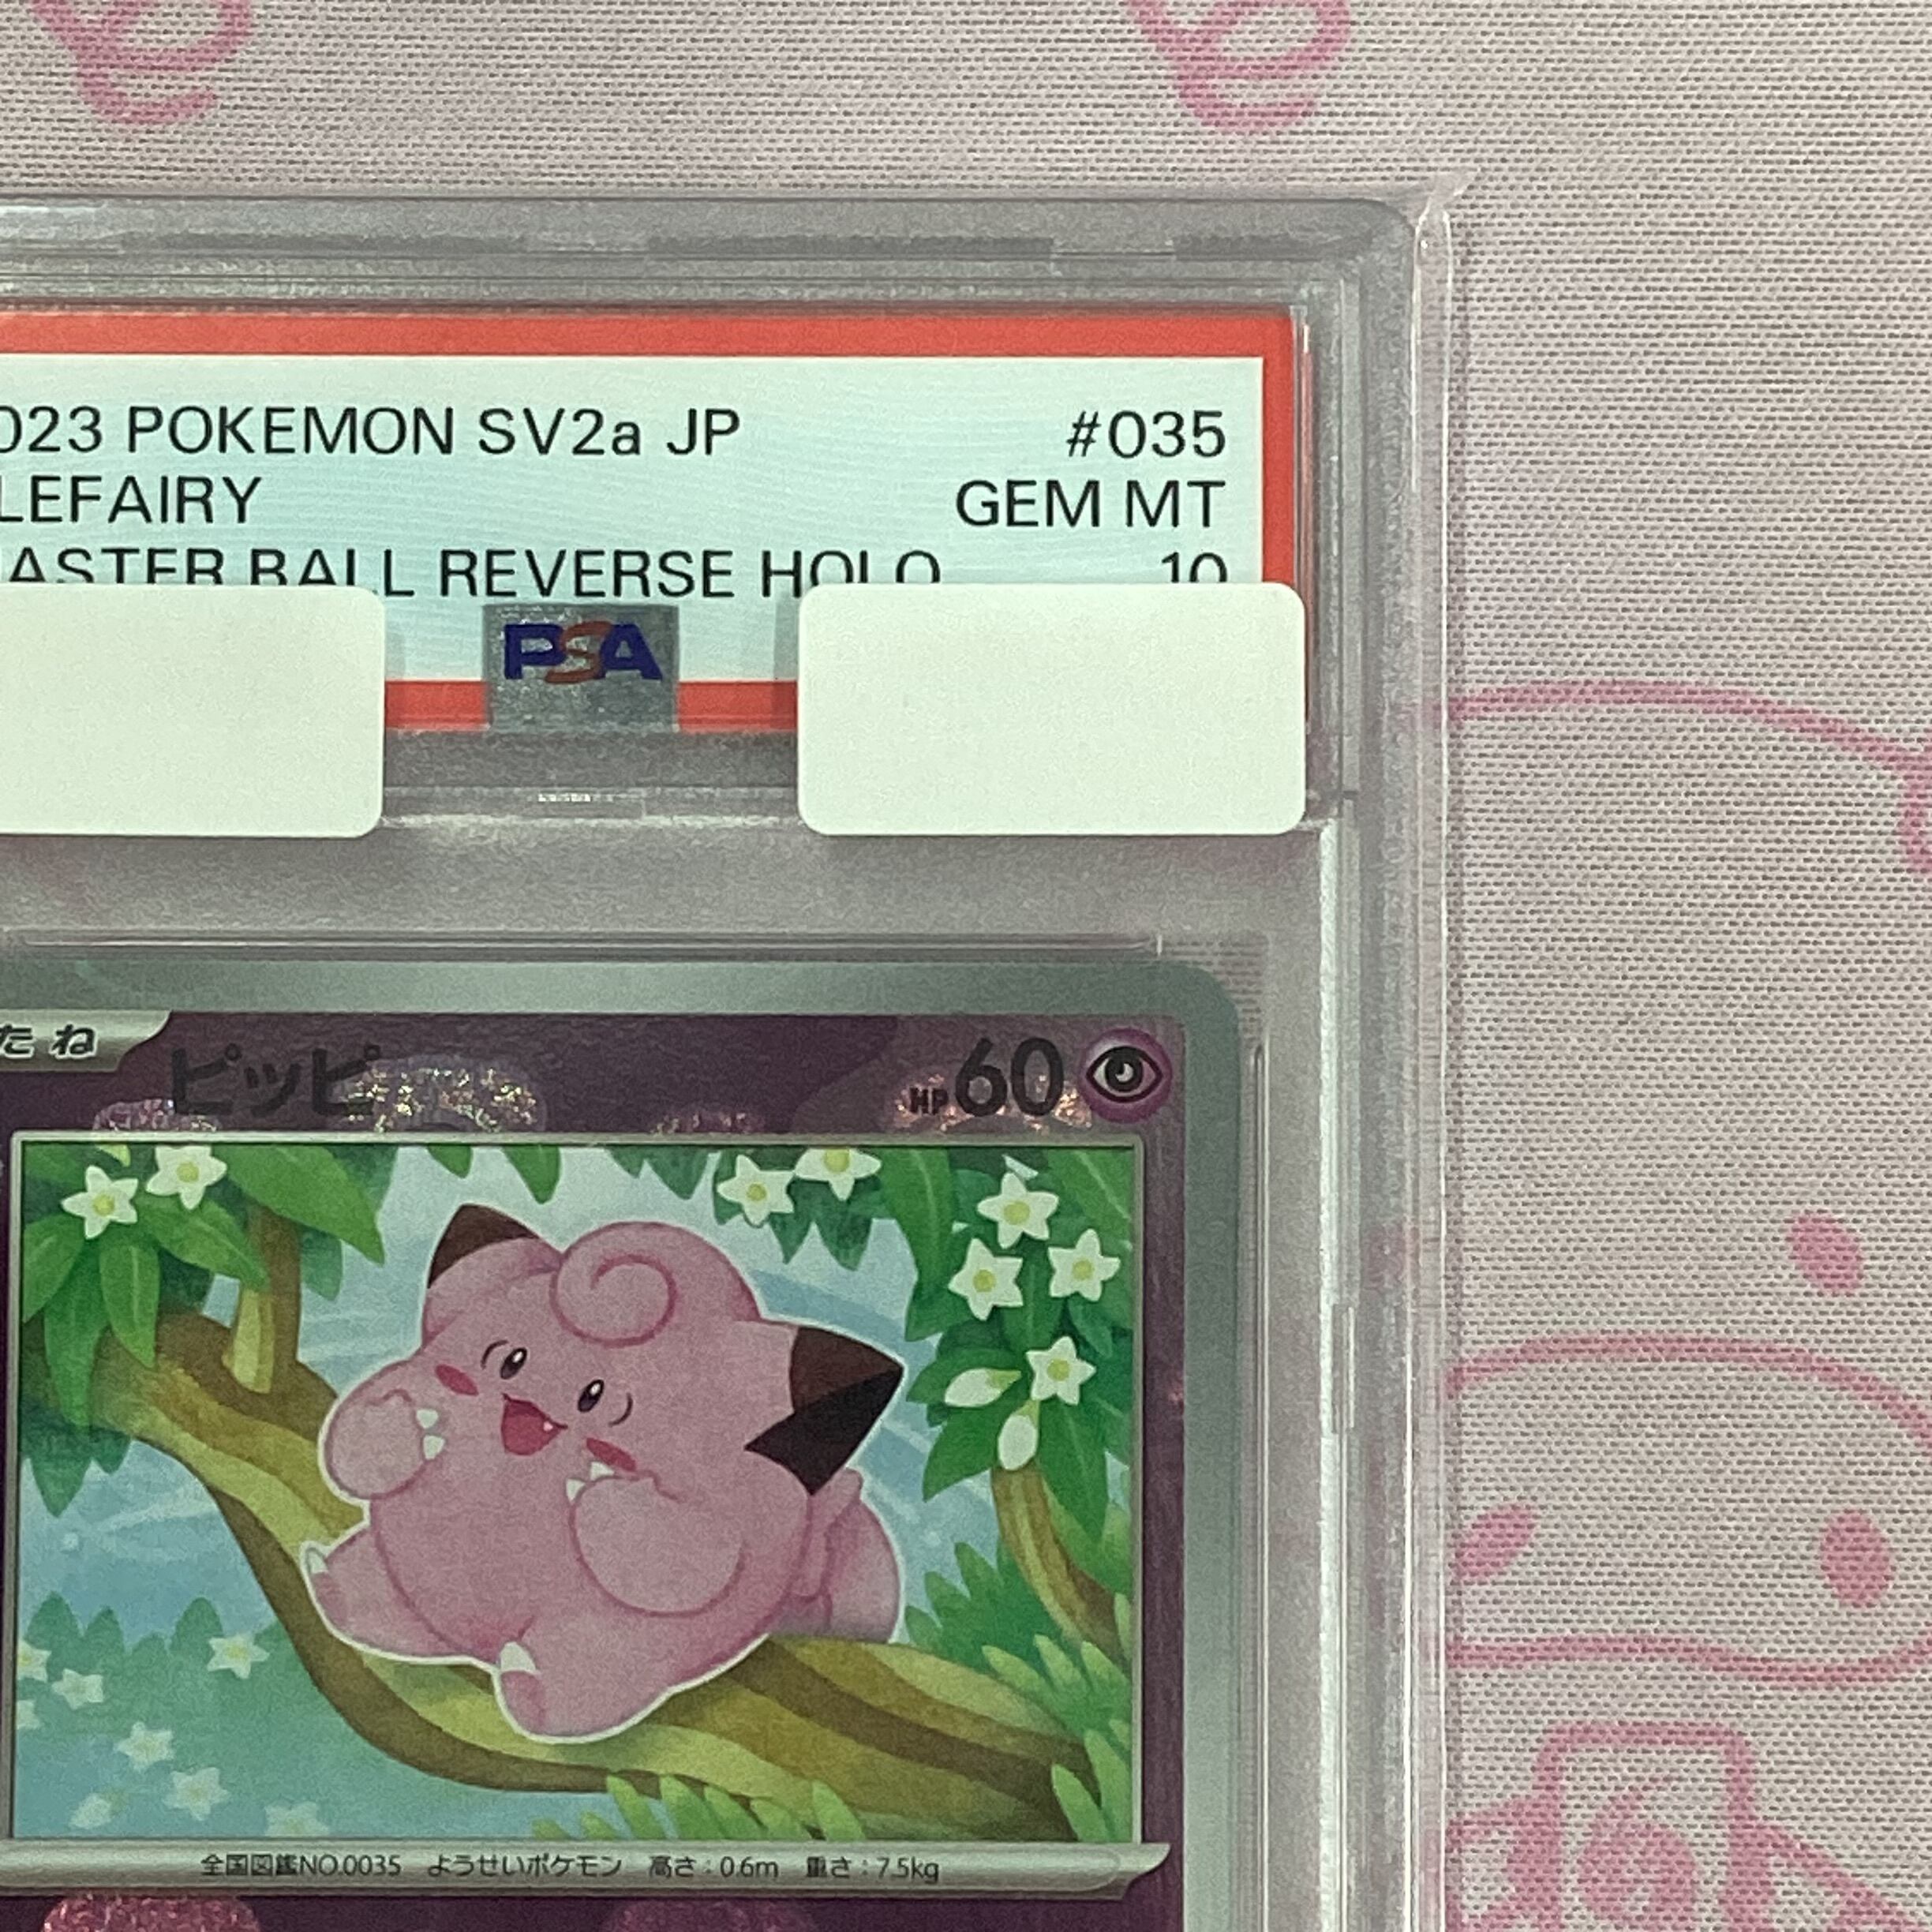 023 POKEMON SV2a JP #035
LEFAIRY GEM MT
ASTER BALL REVERSE HOLO 10
PSA
たね ピッピ HP60
全国図鑑NO.0035 ようせいポケモン 高さ：0.6m 重さ：7.5kg